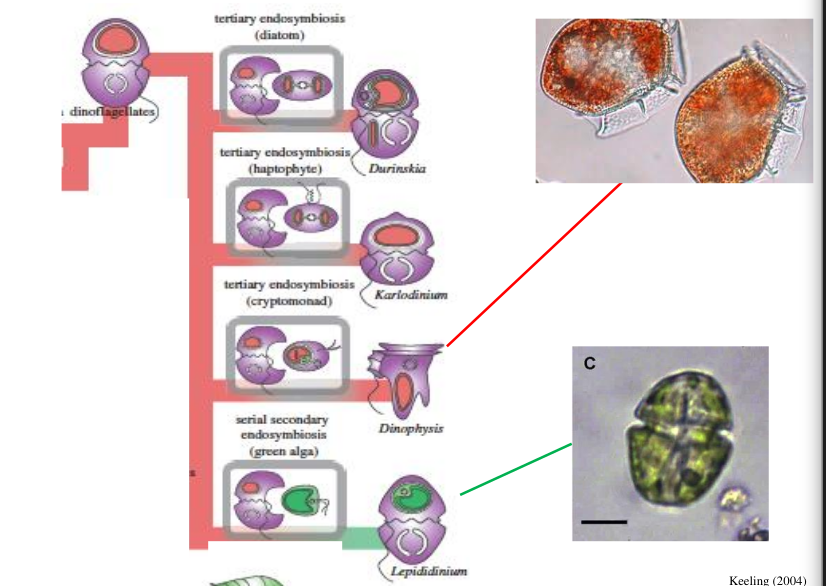 tertiary endosymbiosis
(diatom)
dinoflagellates
Durinskia
tertiary endosymbiosis
(haptophyte)
Karlodinium
tertiary endosymbiosis
(cryptomonad)
Dinophysis
serial secondary
endosymbiosis
(green alga)
s
Lepididinium
C
Keeling (2004)